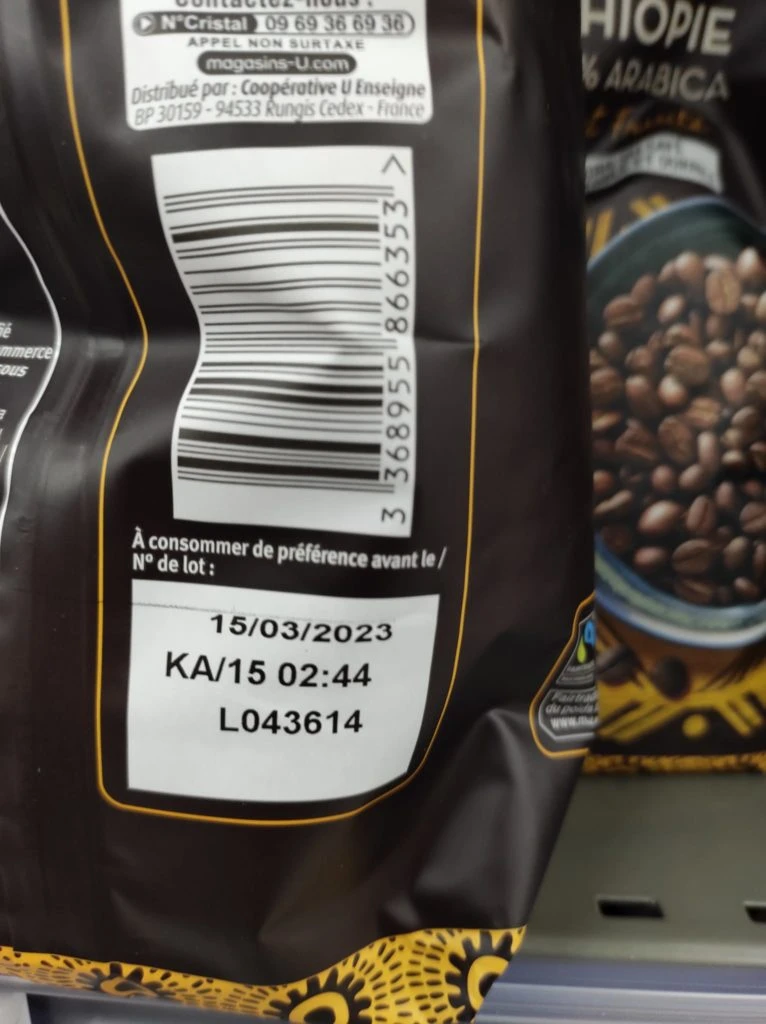 Contactez-nous :
N°Cristal 09 69 36 69 36
APPEL NON SURTAXE
magasins-U.com
Distribué par : Coopérative U Enseigne
BP 30159 - 94533 Rungis Cedex - France
3 368955 866353 >
À consommer de préférence avant le /
N° de lot :
15/03/2023
KA/15 02:44
L043614
HIOPIE
% ARABICA
mmerce